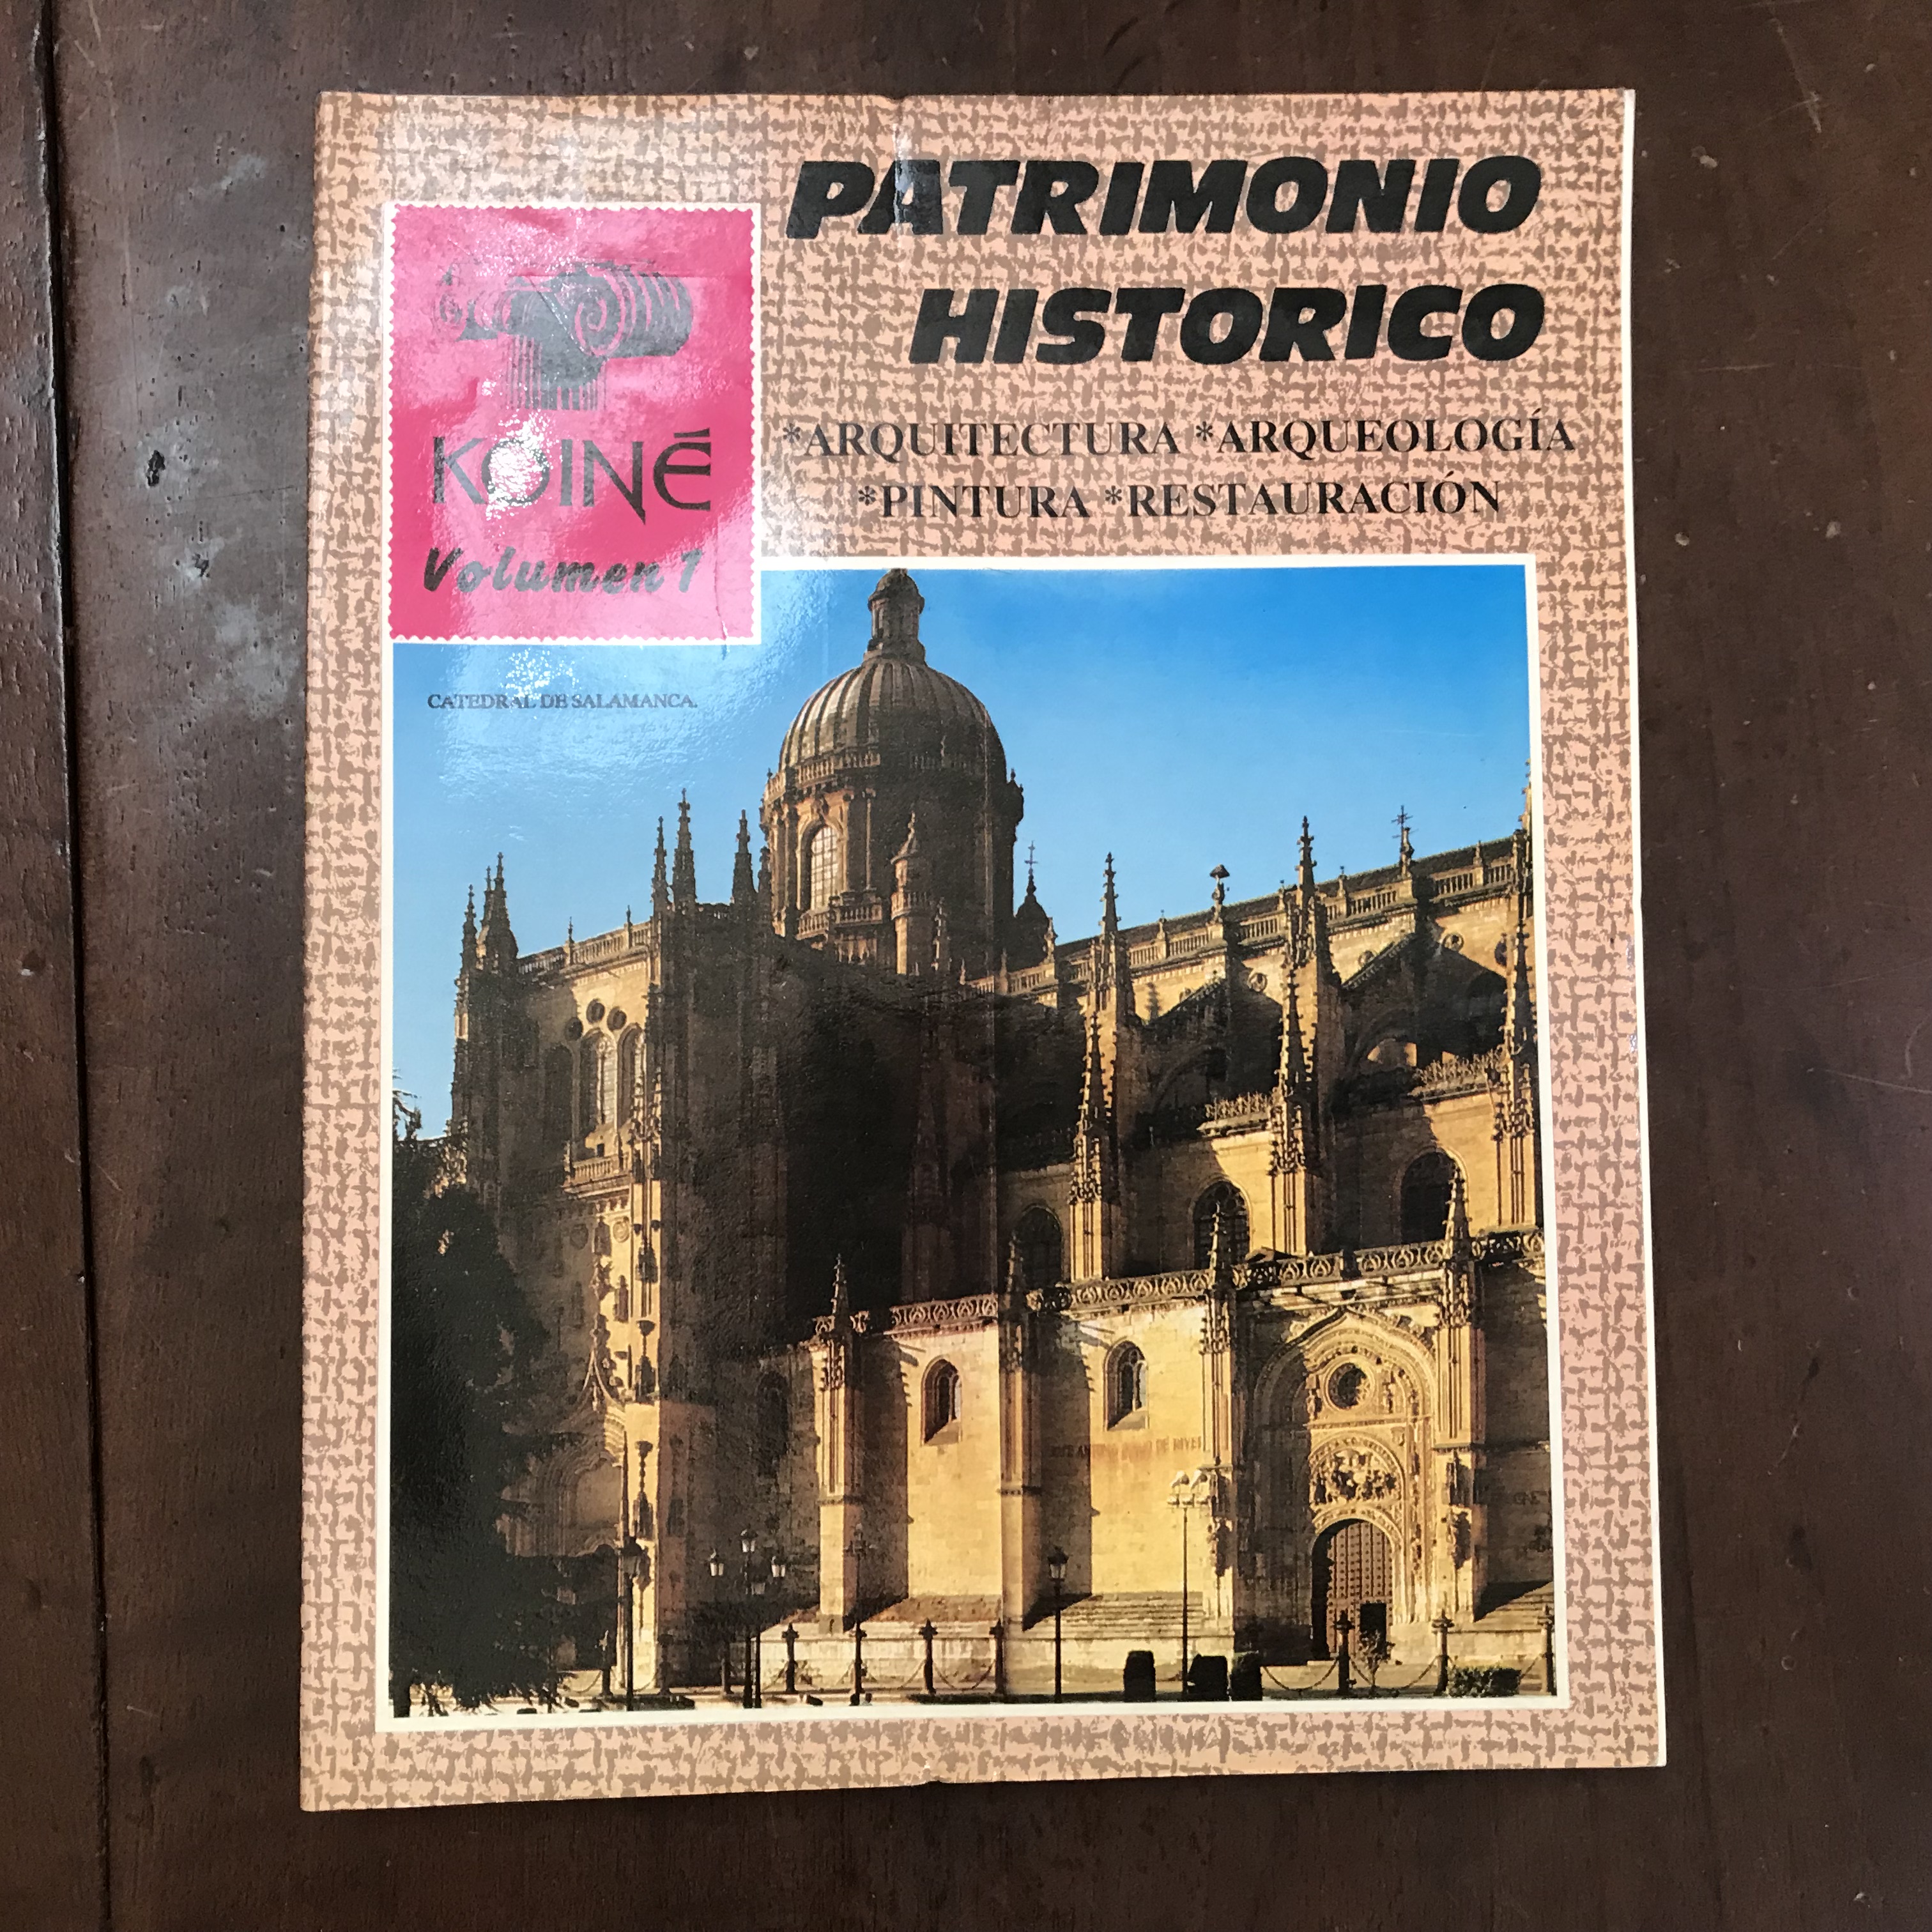 PATRIMONIO
HISTORICO
*ARQUITECTURA *ARQUEOLOGÍA
*PINTURA *RESTAURACIÓN
KOINÉ
Volumen 1
CATEDRAL DE SALAMANCA.